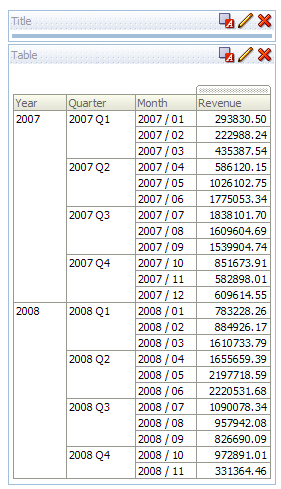 Title
Table
Year Quarter Month Revenue
2007 2007 Q1 2007 / 01 293830.50
2007 / 02 222988.24
2007 / 03 435387.54
2007 Q2 2007 / 04 586120.15
2007 / 05 1026102.75
2007 / 06 1775053.34
2007 Q3 2007 / 07 1838101.70
2007 / 08 1609604.69
2007 / 09 1539904.74
2007 Q4 2007 / 10 851673.91
2007 / 11 582898.01
2007 / 12 609614.55
2008 2008 Q1 2008 / 01 783228.26
2008 / 02 884926.17
2008 / 03 1610733.79
2008 Q2 2008 / 04 1655659.39
2008 / 05 2197718.59
2008 / 06 2220531.68
2008 Q3 2008 / 07 1090078.34
2008 / 08 957942.08
2008 / 09 826690.09
2008 Q4 2008 / 10 972891.01
2008 / 11 331364.46